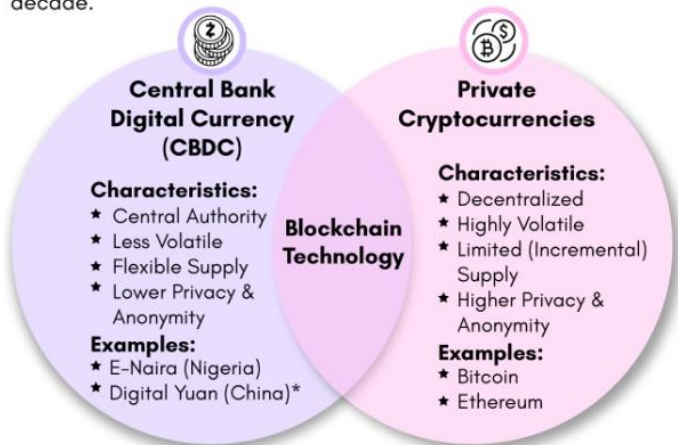 decade.
Central Bank
Digital Currency
(CBDC)
Characteristics:
★ Central Authority
★ Less Volatile
★ Flexible Supply
★ Lower Privacy &
Anonymity
Examples:
★ E-Naira (Nigeria)
★ Digital Yuan (China)*
Blockchain
Technology
Private
Cryptocurrencies
Characteristics:
★ Decentralized
★ Highly Volatile
★ Limited (Incremental)
Supply
★ Higher Privacy &
Anonymity
Examples:
★ Bitcoin
★ Ethereum